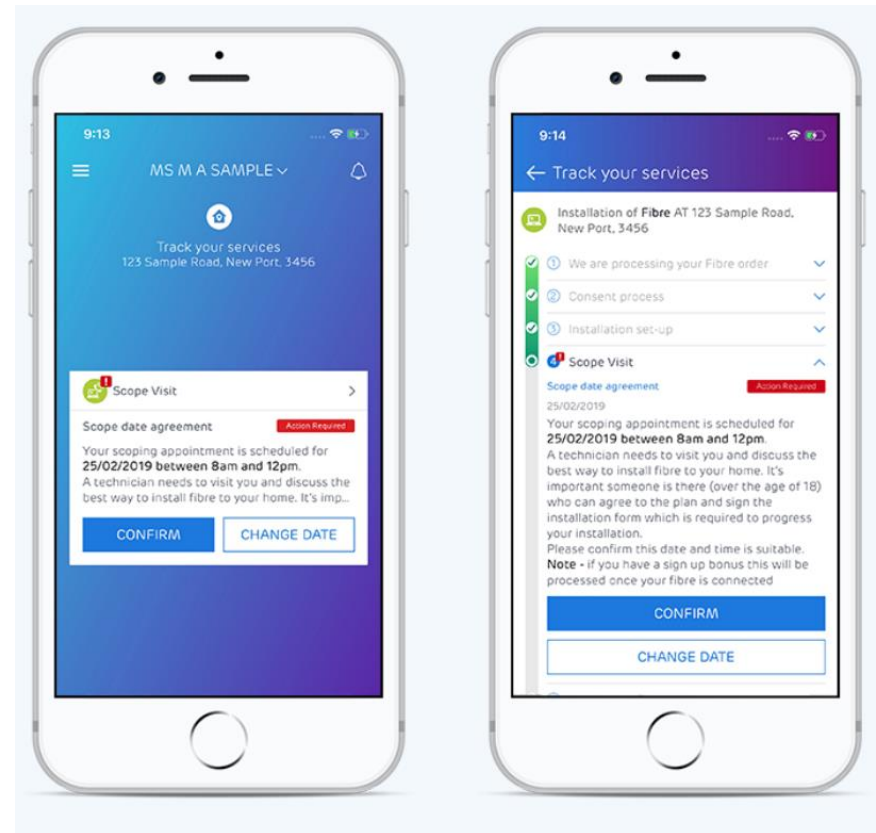 9:13
MS M A SAMPLE
Track your services
123 Sample Road, New Port, 3456
Scope Visit
Scope date agreement
Action Required
Your scoping appointment is scheduled for
25/02/2019 between 8am and 12pm.
A technician needs to visit you and discuss the
best way to install fibre to your home. It's imp...
CONFIRM
CHANGE DATE
9:14
Track your services
Installation of Fibre AT 123 Sample Road,
New Port, 3456
1 We are processing your Fibre order
2 Consent process
3 Installation set-up
4 Scope Visit
Scope date agreement
Action Required
25/02/2019
Your scoping appointment is scheduled for
25/02/2019 between 8am and 12pm.
A technician needs to visit you and discuss the
best way to install fibre to your home. It's
important someone is there (over the age of 18)
who can agree to the plan and sign the
installation form which is required to progress
your installation.
Please confirm this date and time is suitable.
Note - if you have a sign up bonus this will be
processed once your fibre is connected
CONFIRM
CHANGE DATE